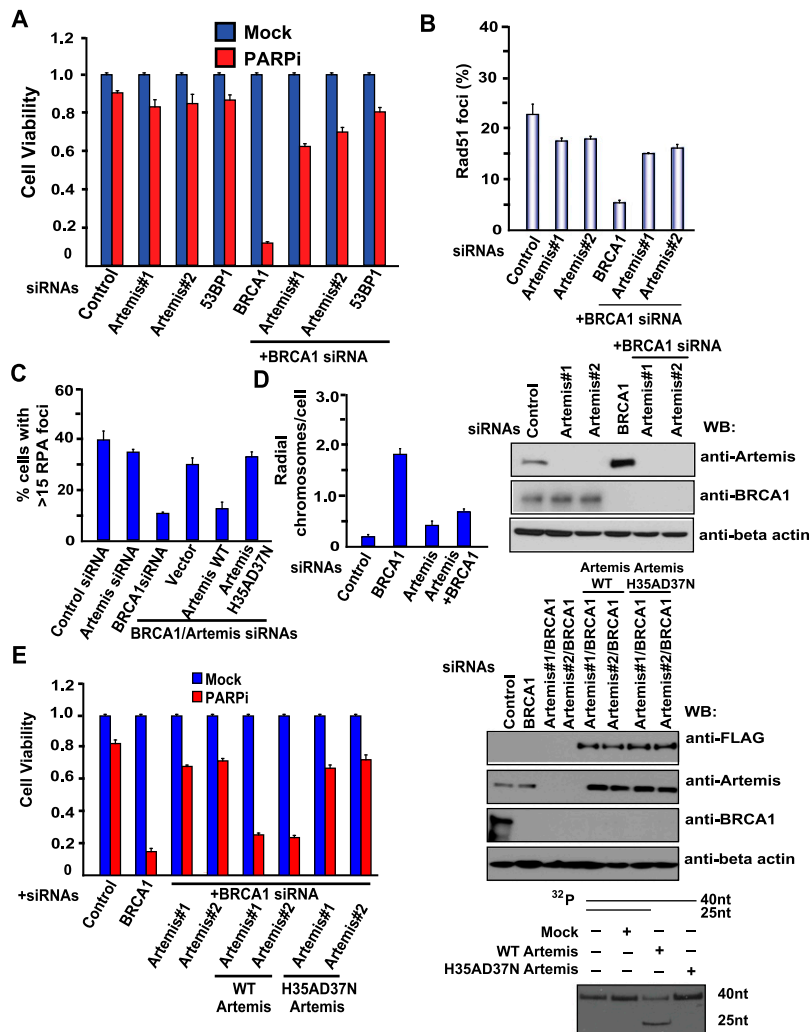 A
Mock
PARPi
Cell Viability
1.2
1.0
0.8
0.6
0.4
0.2
0
siRNAs
Control
Artemis#1
Artemis#2
53BP1
BRCA1
Artemis#1
Artemis#2
53BP1
+BRCA1 siRNA
B
Rad51 foci (%)
40
30
20
10
0
siRNAs
Control
Artemis#1
Artemis#2
BRCA1
Artemis#1
Artemis#2
+BRCA1 siRNA
C
% cells with
>15 RPA foci
60
40
20
0
Control siRNA
Artemis siRNA
BRCA1siRNA
Vector
Artemis WT
Artemis
H35AD37N
BRCA1/Artemis siRNAs
D
Radial
chromosomes/cell
3.0
2.0
1.0
0
siRNAs
Control
BRCA1
Artemis
Artemis
+BRCA1
+BRCA1 siRNA
siRNAs
Control
Artemis#1
Artemis#2
BRCA1
Artemis#1
Artemis#2
WB:
anti-Artemis
anti-BRCA1
anti-beta actin
E
Mock
PARPi
Cell Viability
1.2
1.0
0.8
0.6
0.4
0.2
0
+siRNAs
+BRCA1 siRNA
Control
BRCA1
Artemis#1
Artemis#2
Artemis#1
Artemis#2
Artemis#1
Artemis#2
WT
Artemis
H35AD37N
Artemis
Artemis
WT
Artemis
H35AD37N
siRNAs
Control
BRCA1
Artemis#1/BRCA1
Artemis#2/BRCA1
Artemis#1/BRCA1
Artemis#2/BRCA1
Artemis#1/BRCA1
Artemis#2/BRCA1
WB:
anti-FLAG
anti-Artemis
anti-BRCA1
anti-beta actin
32P
40nt
25nt
Mock – + – –
WT Artemis – – + –
H35AD37N Artemis – – – +
40nt
25nt